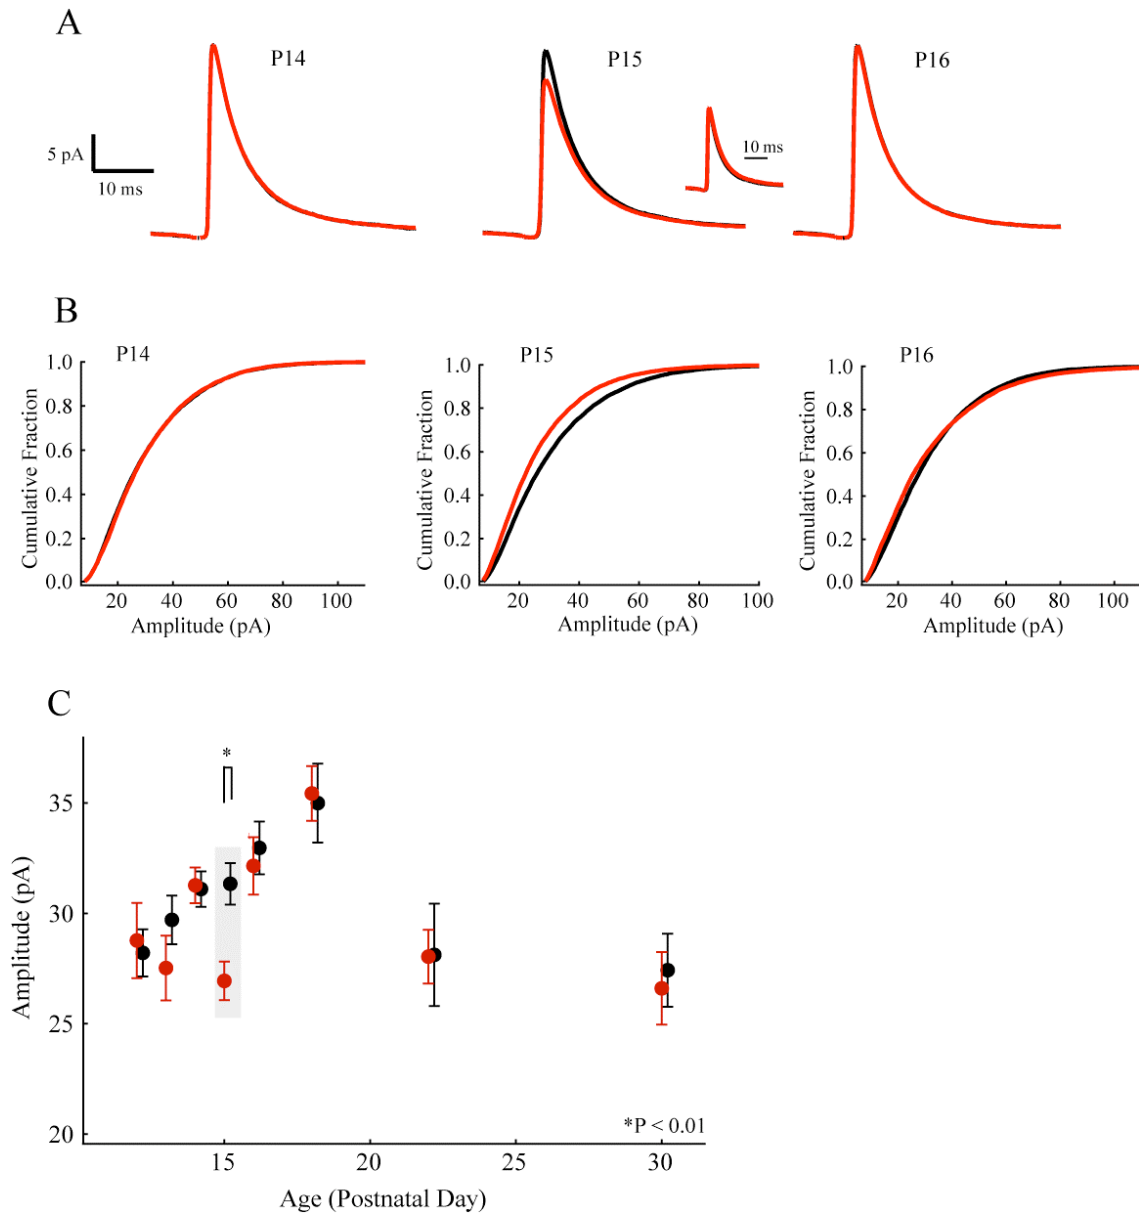 A
P14
P15
P16
5 pA
10 ms
10 ms
B
P14
P15
P16
1.0
0.8
0.6
0.4
0.2
0.0
Cumulative Fraction
20 40 60 80 100
Amplitude (pA)
1.0
0.8
0.6
0.4
0.2
0.0
Cumulative Fraction
20 40 60 80 100
Amplitude (pA)
1.0
0.8
0.6
0.4
0.2
0.0
Cumulative Fraction
20 40 60 80 100
Amplitude (pA)
C
*
35
30
25
20
Amplitude (pA)
*P < 0.01
15 20 25 30
Age (Postnatal Day)